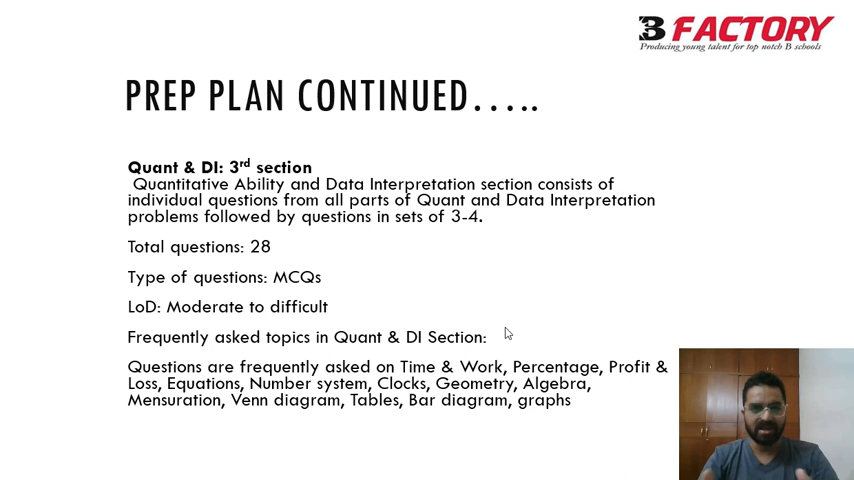 3 FACTORY
Producing young talent for top notch B schools
PREP PLAN CONTINUED.....
Quant & DI: 3rd section
Quantitative Ability and Data Interpretation section consists of
individual questions from all parts of Quant and Data Interpretation
problems followed by questions in sets of 3-4.
Total questions: 28
Type of questions: MCQs
LoD: Moderate to difficult
Frequently asked topics in Quant & DI Section:
Questions are frequently asked on Time & Work, Percentage, Profit &
Loss, Equations, Number system, Clocks, Geometry, Algebra,
Mensuration, Venn diagram, Tables, Bar diagram, graphs